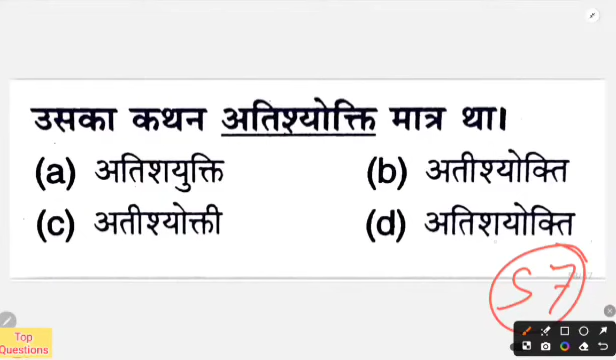 उसका कथन अतिश्योक्ति मात्र था।
(a) अतिशयुक्ति
(b) अतीश्योक्ति
(c) अतीश्योक्ती
(d) अतिशयोक्ति
57
Top
Questions